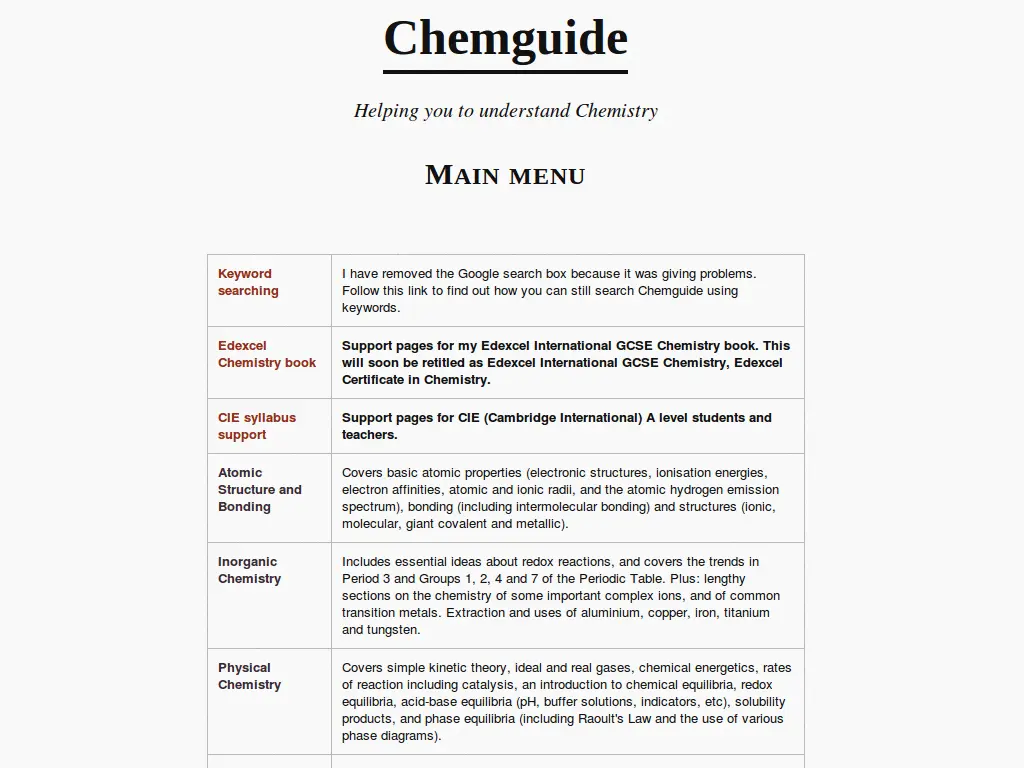 Chemguide
Helping you to understand Chemistry
Main menu
Keyword
searching
I have removed the Google search box because it was giving problems.
Follow this link to find out how you can still search Chemguide using
keywords.
Edexcel
Chemistry book
Support pages for my Edexcel International GCSE Chemistry book. This
will soon be retitled as Edexcel International GCSE Chemistry, Edexcel
Certificate in Chemistry.
CIE syllabus
support
Support pages for CIE (Cambridge International) A level students and
teachers.
Atomic
Structure and
Bonding
Covers basic atomic properties (electronic structures, ionisation energies,
electron affinities, atomic and ionic radii, and the atomic hydrogen emission
spectrum), bonding (including intermolecular bonding) and structures (ionic,
molecular, giant covalent and metallic).
Inorganic
Chemistry
Includes essential ideas about redox reactions, and covers the trends in
Period 3 and Groups 1, 2, 4 and 7 of the Periodic Table. Plus: lengthy
sections on the chemistry of some important complex ions, and of common
transition metals. Extraction and uses of aluminium, copper, iron, titanium
and tungsten.
Physical
Chemistry
Covers simple kinetic theory, ideal and real gases, chemical energetics, rates
of reaction including catalysis, an introduction to chemical equilibria, redox
equilibria, acid-base equilibria (pH, buffer solutions, indicators, etc), solubility
products, and phase equilibria (including Raoult's Law and the use of various
phase diagrams).